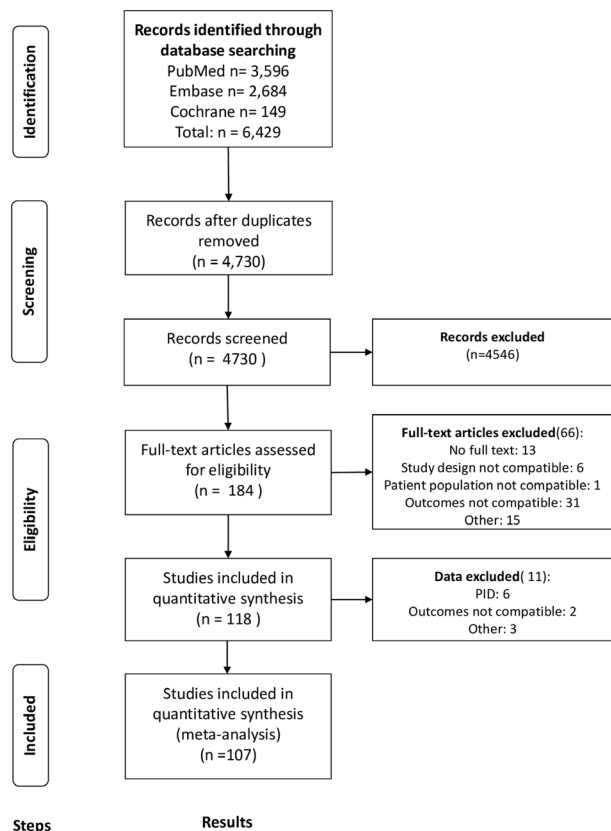 Identification
Records identified through
database searching
PubMed n= 3,596
Embase n= 2,684
Cochrane n= 149
Total: n = 6,429
Screening
Records after duplicates
removed
(n = 4,730)
Records screened
(n = 4730 )
Records excluded
(n=4546)
Eligibility
Full-text articles assessed
for eligibility
(n = 184 )
Full-text articles excluded(66):
No full text: 13
Study design not compatible: 6
Patient population not compatible: 1
Outcomes not compatible: 31
Other: 15
Studies included in
quantitative synthesis
(n = 118 )
Data excluded( 11):
PID: 6
Outcomes not compatible: 2
Other: 3
Included
Studies included in
quantitative synthesis
(meta-analysis)
(n =107)
Steps
Results